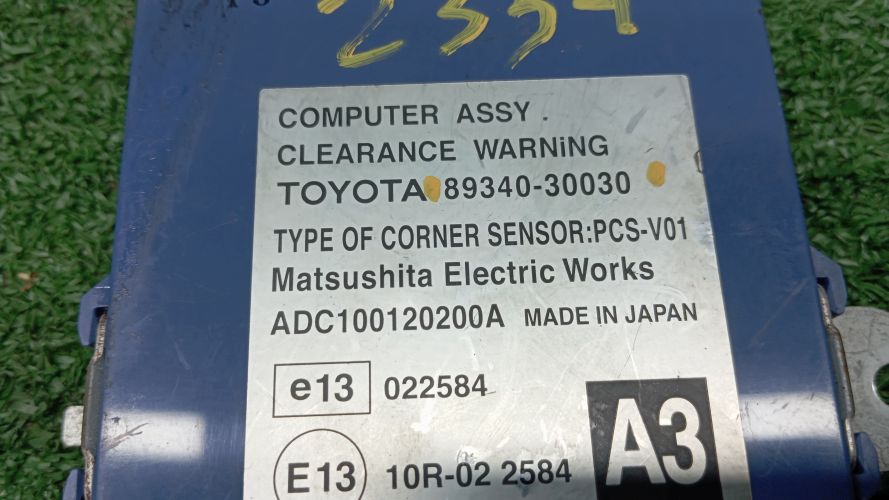 2554
COMPUTER ASSY .
CLEARANCE WARNiNG
TOYOTA 89340-30030
TYPE OF CORNER SENSOR:PCS-V01
Matsushita Electric Works
ADC100120200A MADE IN JAPAN
e13 022584
A3
E13 10R-02 2584